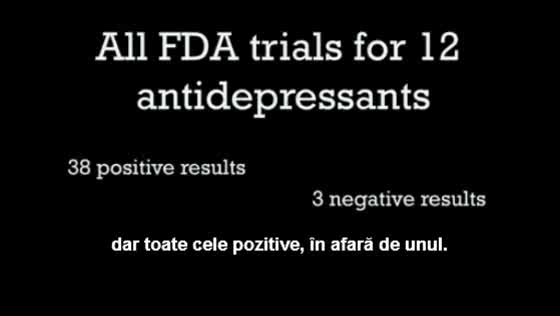 All FDA trials for 12
antidepressants
38 positive results
3 negative results
dar toate cele pozitive, în afară de unul.